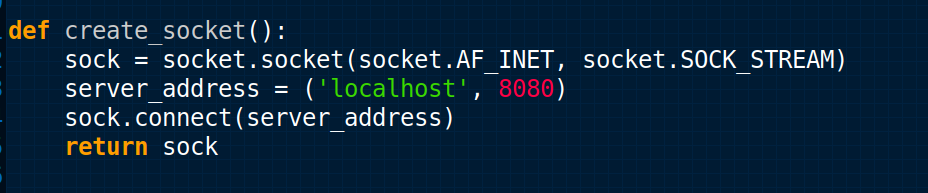 def create_socket():
    sock = socket.socket(socket.AF_INET, socket.SOCK_STREAM)
    server_address = ('localhost', 8080)
    sock.connect(server_address)
    return sock